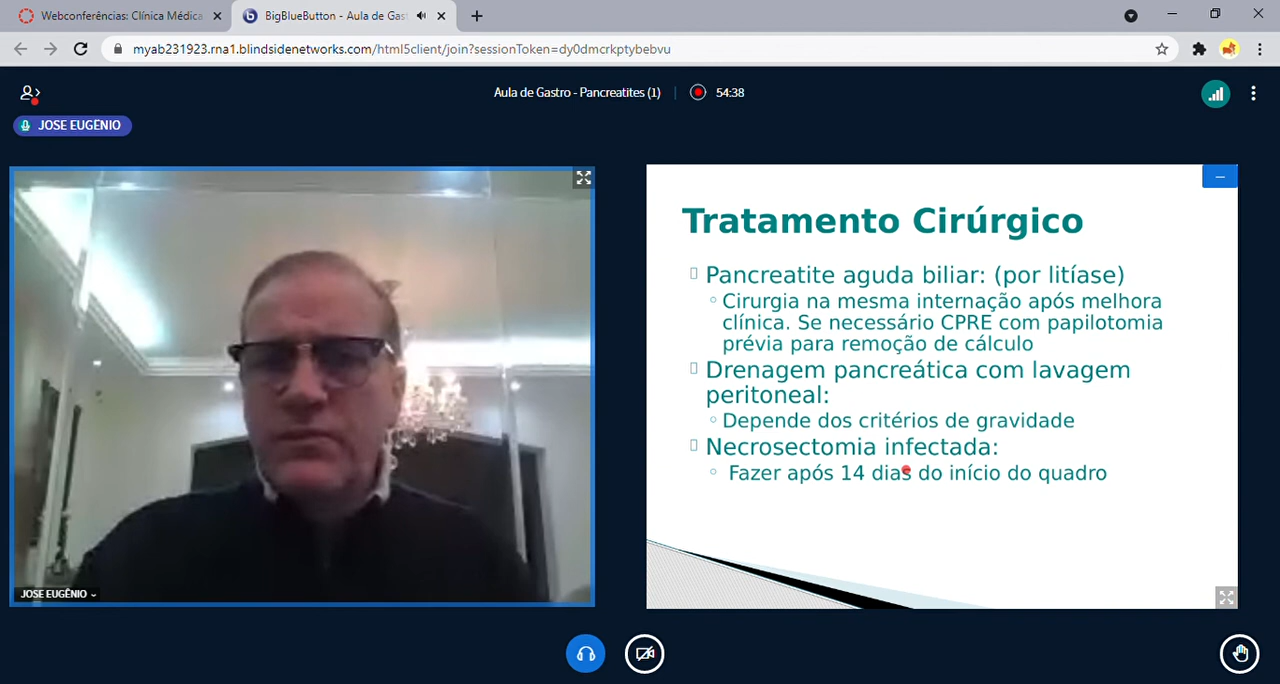 Webconferências: Clínica Médica
BigBlueButton - Aula de Gas
myab231923.rna1.blindsidenetworks.com/html5client/join?sessionToken=dy0dmcrkptybebvu
Aula de Gastro - Pancreatites (1)
54:38
JOSE EUGÊNIO
Tratamento Cirúrgico
Pancreatite aguda biliar: (por litíase)
Cirurgia na mesma internação após melhora
clínica. Se necessário CPRE com papilotomia
prévia para remoção de cálculo
Drenagem pancreática com lavagem
peritoneal:
Depende dos critérios de gravidade
Necrosectomia infectada:
Fazer após 14 dias do início do quadro
JOSE EUGÊNIO